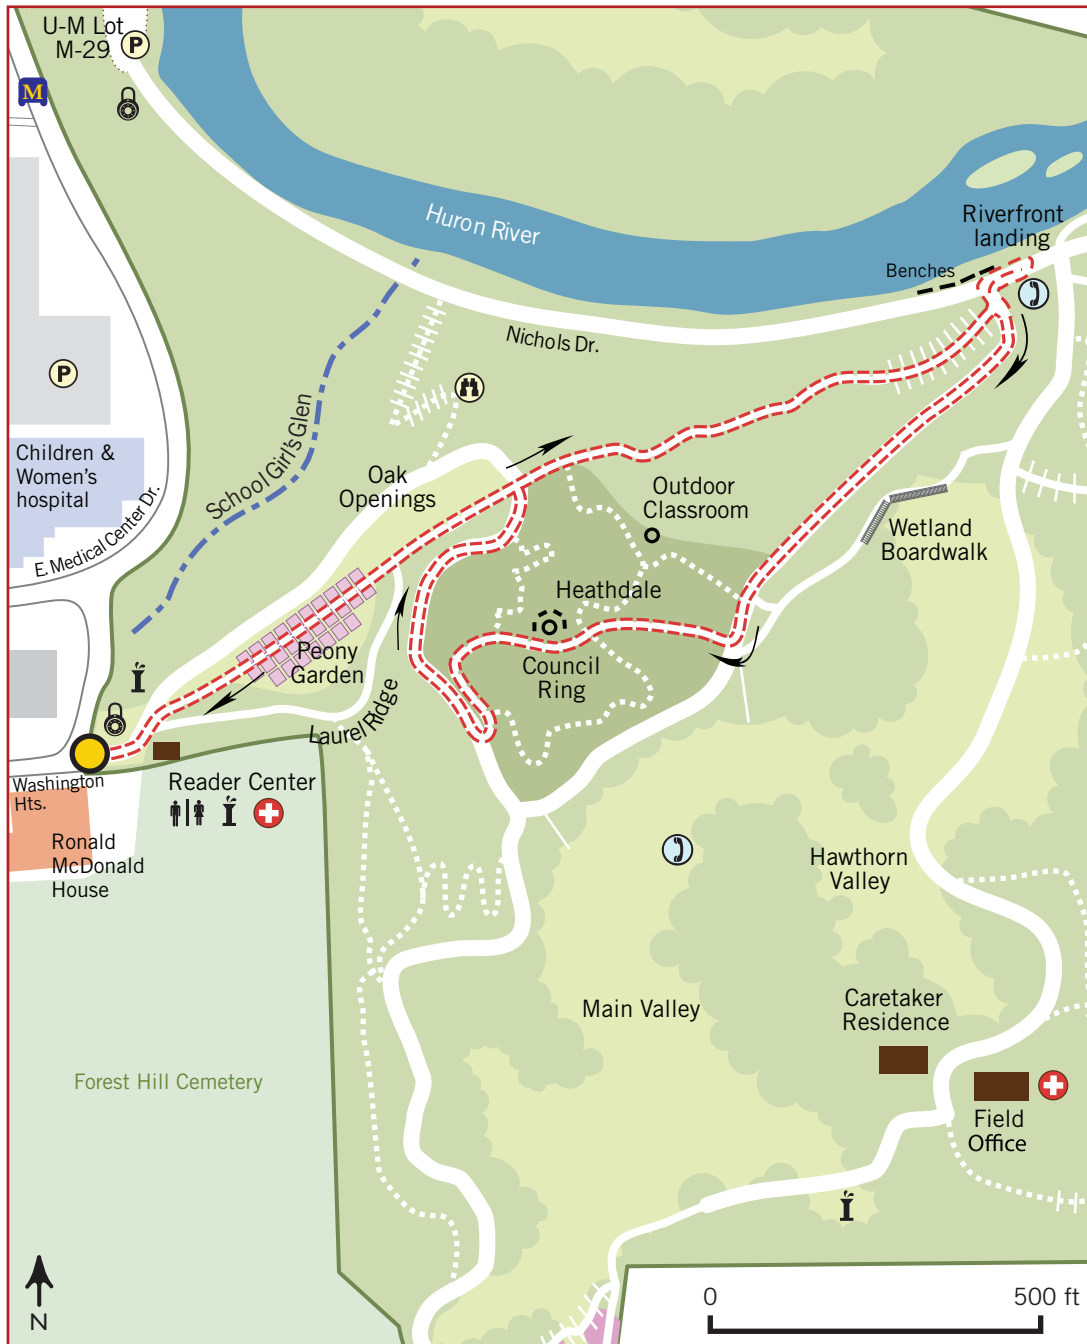 U-M Lot
M-29
P
M
Huron River
Riverfront
landing
Benches
Nichols Dr.
P
School Girl's Glen
Children &
Women's
hospital
E. Medical Center Dr.
Oak
Openings
Outdoor
Classroom
Wetland
Boardwalk
Heathdale
Council
Ring
Peony
Garden
Laurel Ridge
Washington
Hts.
Reader Center
Ronald
McDonald
House
Hawthorn
Valley
Main Valley
Caretaker
Residence
Forest Hill Cemetery
Field
Office
N
0
500 ft